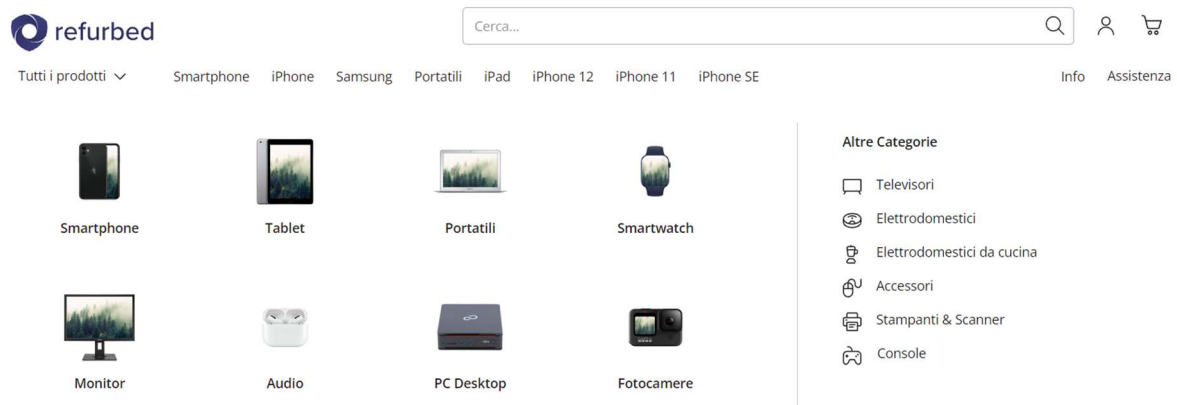 refurbed
Cerca...
Tutti i prodotti Smartphone iPhone Samsung Portatili iPad iPhone 12 iPhone 11 iPhone SE Info Assistenza
Smartphone Tablet Portatili Smartwatch
Monitor Audio PC Desktop Fotocamere
Altre Categorie
Televisori
Elettrodomestici
Elettrodomestici da cucina
Accessori
Stampanti & Scanner
Console